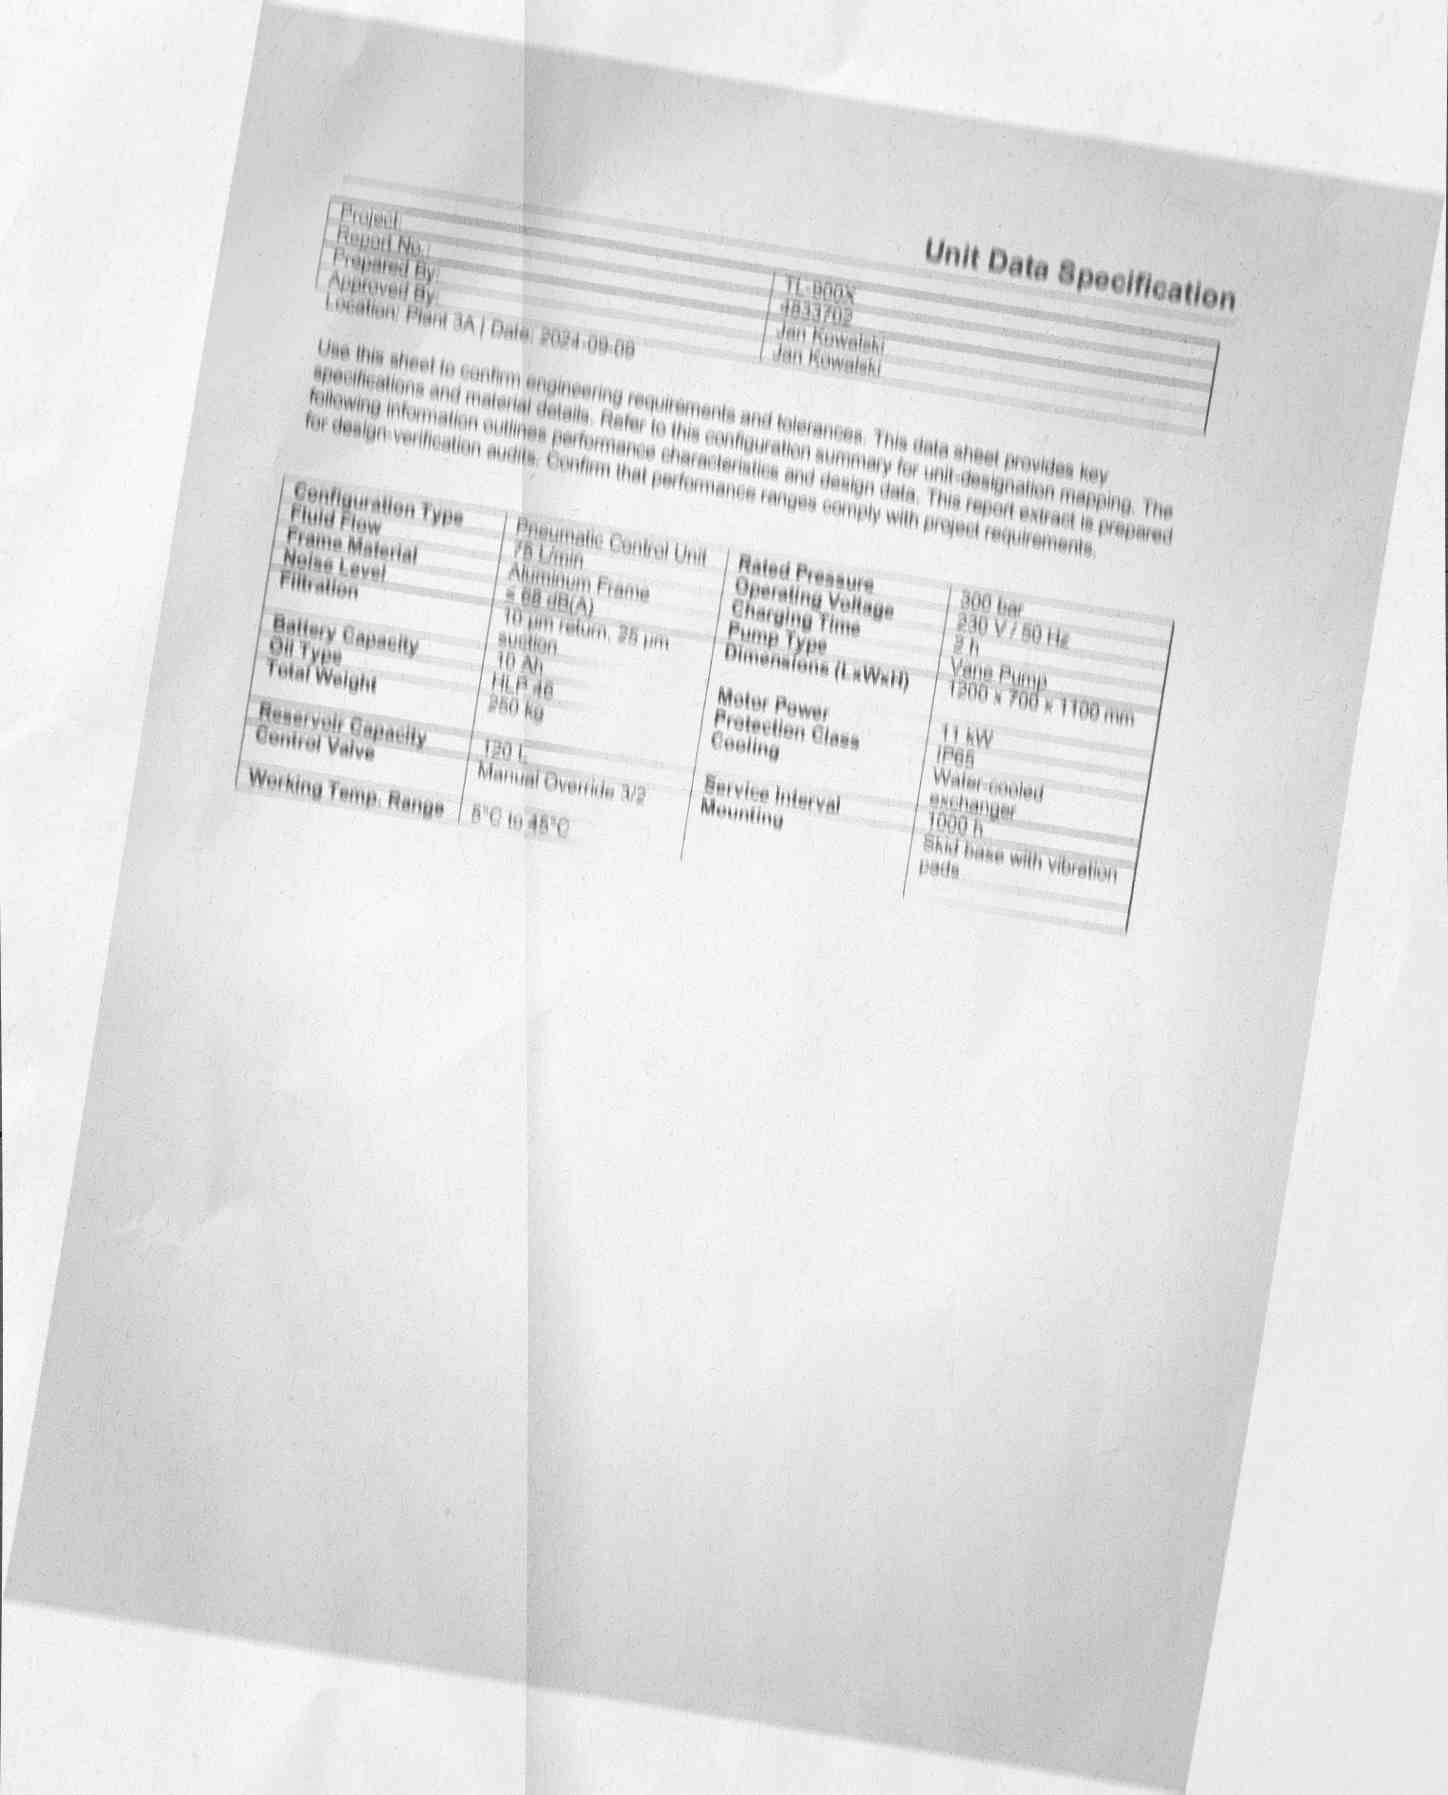 Unit Data Specification
Project: TL-900X
Report No.: 4833702
Prepared By: Jan Kowalski
Approved By: Jan Kowalski
Location: Plant 3A | Date: 2024-09-09
Use this sheet to confirm engineering requirements and tolerances. This data sheet provides key
specifications and material details. Refer to this configuration summary for unit-designation mapping. The
following information outlines performance characteristics and design data. This report extract is prepared
for design-verification audits. Confirm that performance ranges comply with project requirements.
Configuration Type Pneumatic Control Unit Rated Pressure 300 bar
Fluid Flow 75 L/min Operating Voltage 230 V / 50 Hz
Frame Material Aluminum Frame Charging Time 2 h
Noise Level ≤ 68 dB(A) Pump Type Vane Pump
Filtration 10 µm return, 25 µm Dimensions (LxWxH) 1200 x 700 x 1100 mm
suction
Battery Capacity 10 Ah Motor Power 11 kW
Oil Type HLP 46 Protection Class IP65
Total Weight 250 kg Cooling Water-cooled
exchanger
Reservoir Capacity 120 L Service Interval 1000 h
Control Valve Manual Override 3/2 Mounting Skid base with vibration
pads
Working Temp. Range 5°C to 45°C